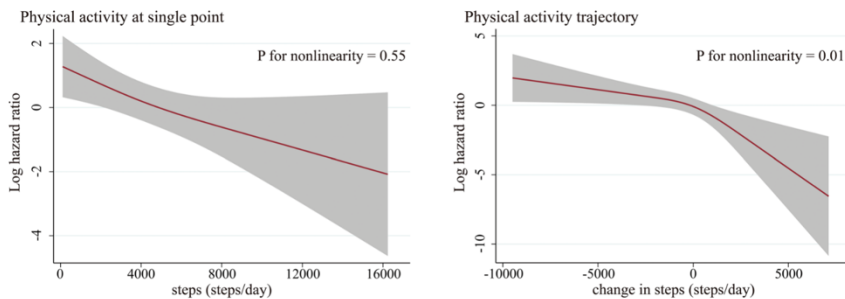 Physical activity at single point
P for nonlinearity = 0.55
Log hazard ratio
2
0
-2
-4
0 4000 8000 12000 16000
steps (steps/day)
Physical activity trajectory
P for nonlinearity = 0.01
Log hazard ratio
5
0
-5
-10
-10000 -5000 0 5000
change in steps (steps/day)